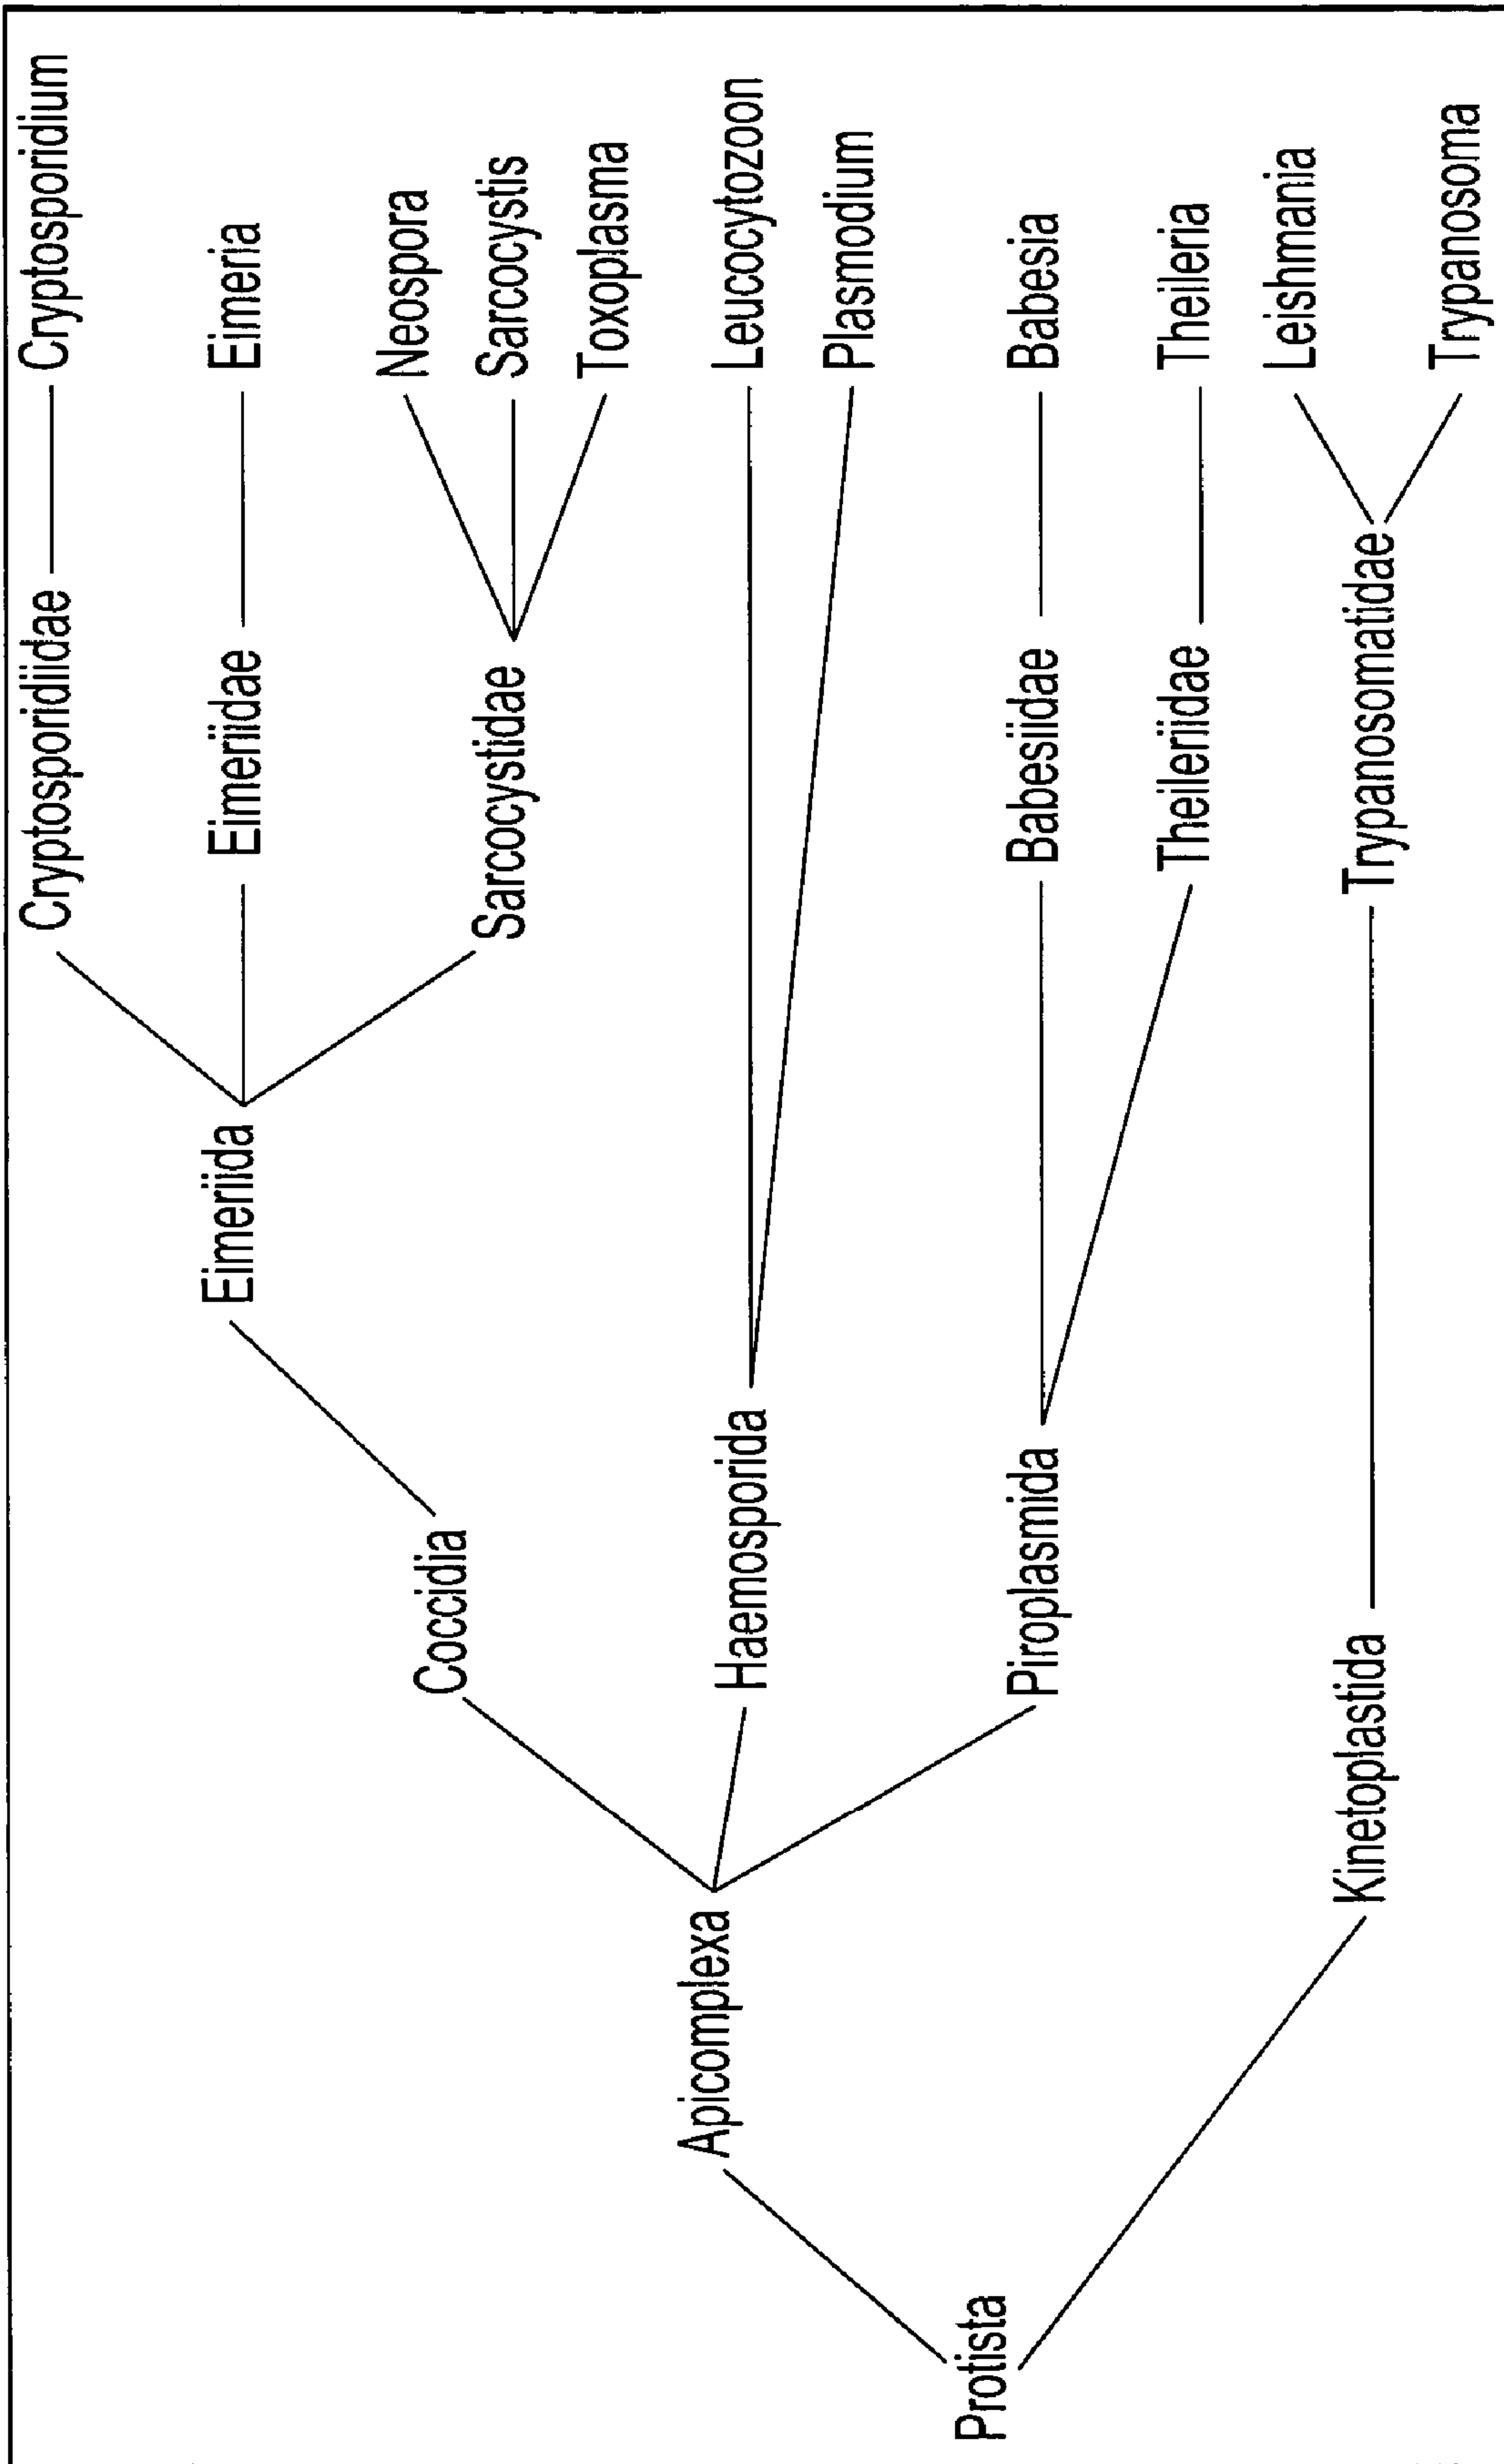 Protista
Apicomplexa
Kinetoplastida
Coccidia
Haemosporida
Piroplasmida
Eimeriida
Cryptosporidiidae
Eimeriidae
Sarcocystidae
Babesiidae
Theileriidae
Trypanosomatidae
Cryptosporidium
Eimeria
Neospora
Sarcocystis
Toxoplasma
Leucocytozoon
Plasmodium
Babesia
Theileria
Leishmania
Trypanosoma